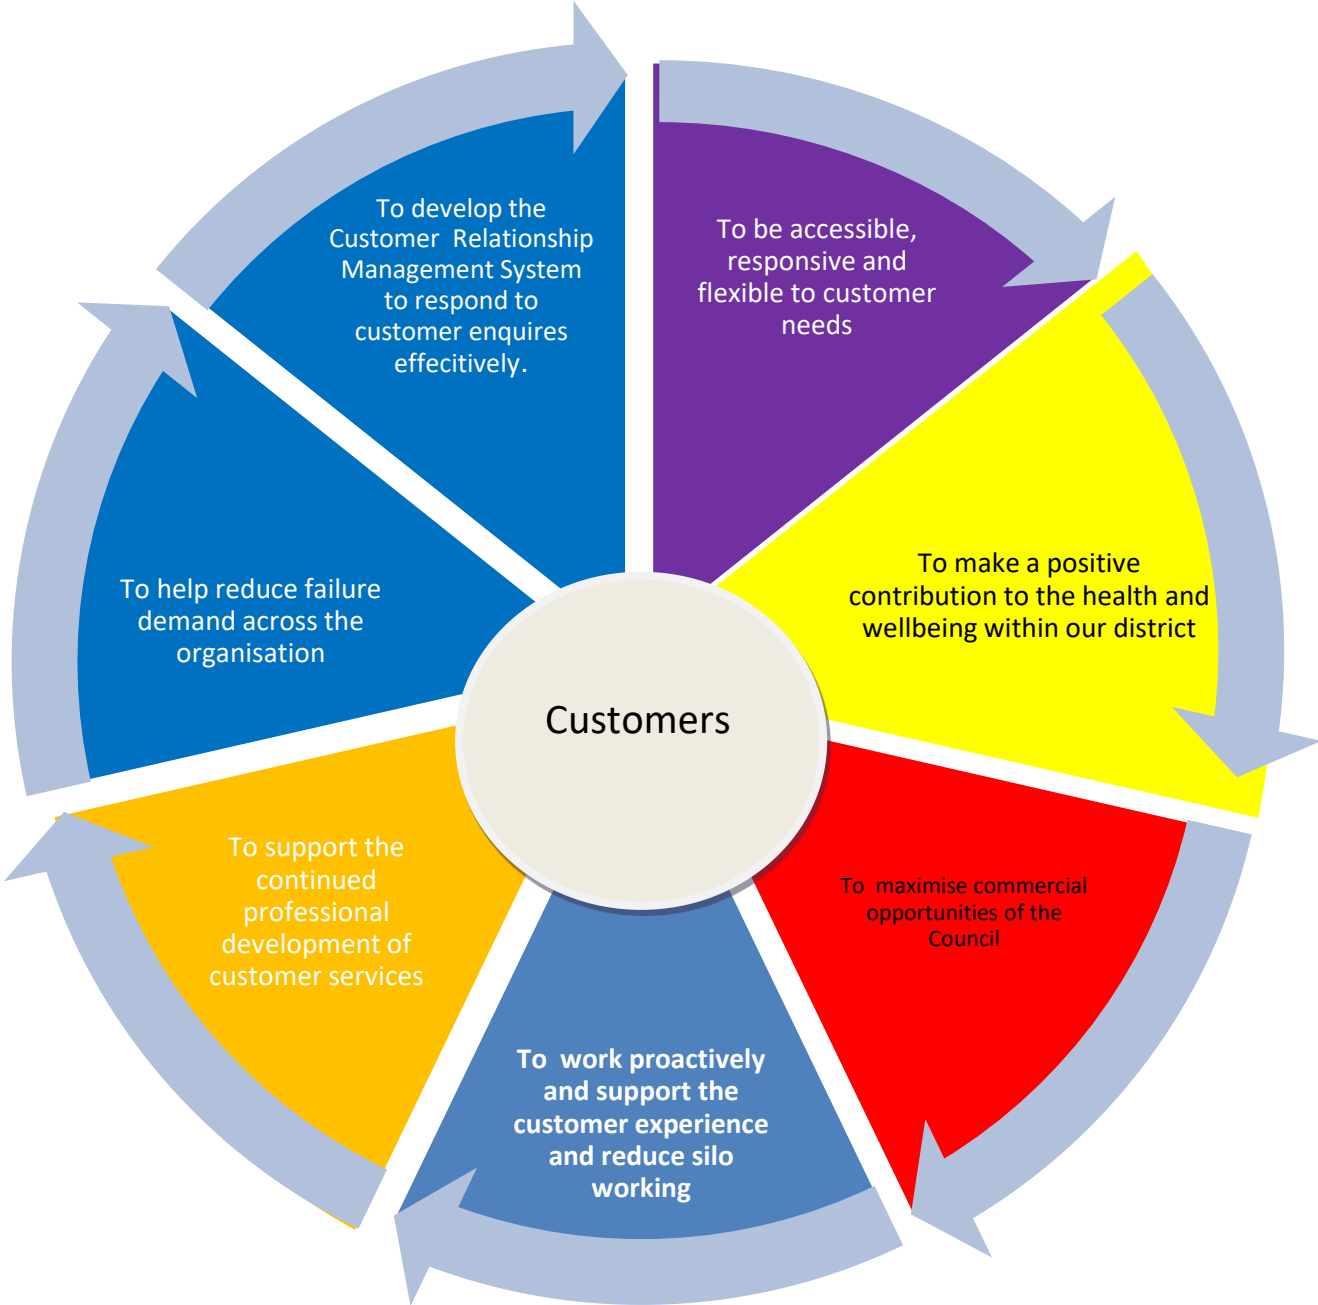 To develop the
Customer  Relationship
Management System
to respond to
customer enquires
effecitively.
To be accessible,
responsive and
flexible to customer
needs
To make a positive
contribution to the health and
wellbeing within our district
To help reduce failure
demand across the
organisation
Customers
To  maximise commercial
opportunities of the
Council
To support the
continued
professional
development of
customer services
To  work proactively
and support the
customer experience
and reduce silo
working